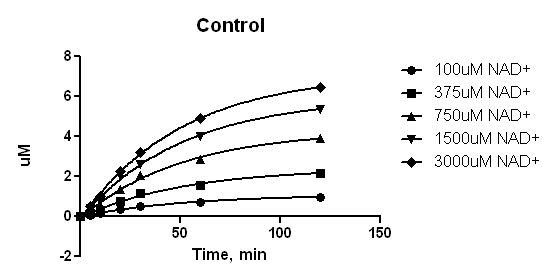 Control
8
6
4
2
0
-2
50
100
150
uM
Time, min
100uM NAD+
375uM NAD+
750uM NAD+
1500uM NAD+
3000uM NAD+